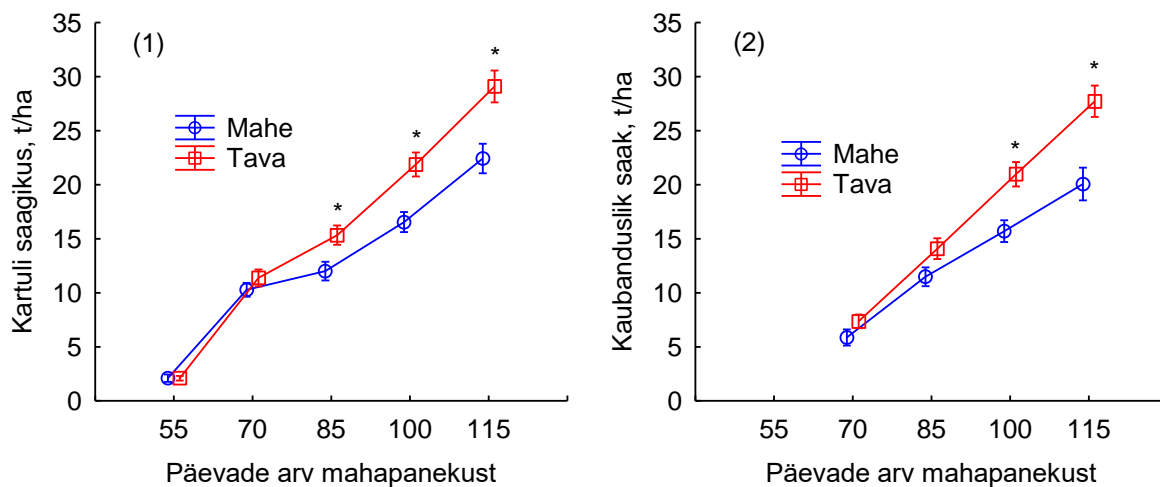 (1)
Kartuli saagikus, t/ha
35
30
25
20
15
10
5
0
Mahe
Tava
*
*
*
55 70 85 100 115
Päevade arv mahapanekust
(2)
Kaubanduslik saak, t/ha
35
30
25
20
15
10
5
0
Mahe
Tava
*
*
55 70 85 100 115
Päevade arv mahapanekust